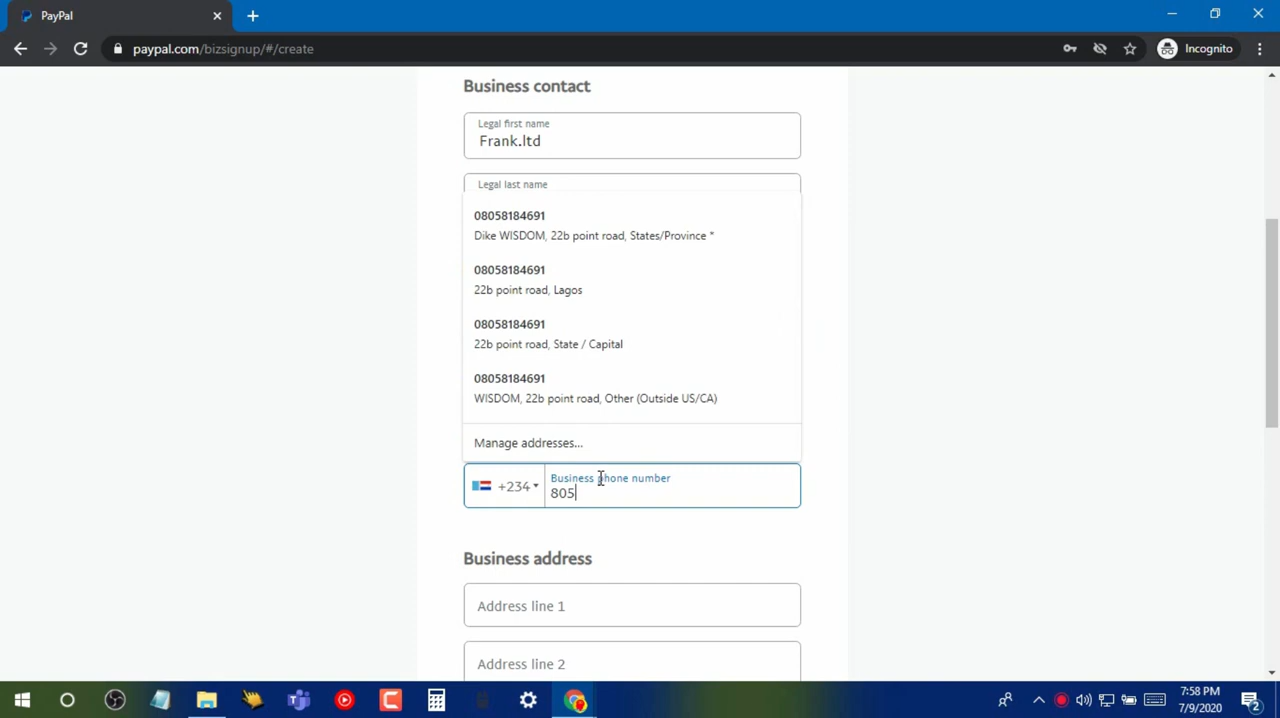 PayPal
paypal.com/bizsignup/#/create
Incognito
Business contact
Legal first name
Frank.ltd
Legal last name
08058184691
Dike WISDOM, 22b point road, States/Province *
08058184691
22b point road, Lagos
08058184691
22b point road, State / Capital
08058184691
WISDOM, 22b point road, Other (Outside US/CA)
Manage addresses...
+234
Business phone number
805
Business address
Address line 1
Address line 2
7:58 PM
7/9/2020
2